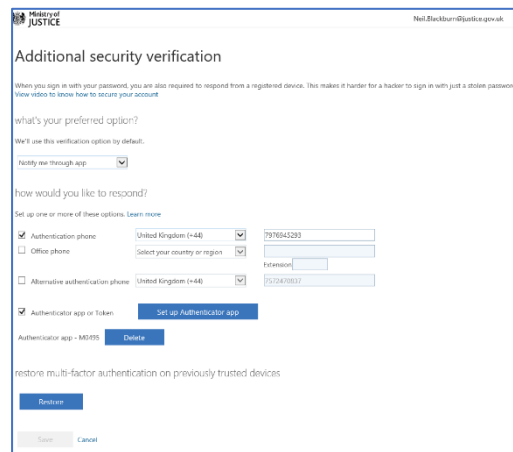 Ministry of
JUSTICE
Neil.Blackburn@justice.gov.uk
Additional security verification
When you sign in with your password, you are also required to respond from a registered device. This makes it harder for a hacker to sign in with just a stolen password
View video to know how to secure your account
what's your preferred option?
We'll use this verification option by default.
Notify me through app
how would you like to respond?
Set up one or more of these options. Learn more
Authentication phone United Kingdom (+44) 7976945293
Office phone Select your country or region
Extension
Alternative authentication phone United Kingdom (+44)
Authenticator app or Token Set up Authenticator app
Authenticator app - M0495 Delete
restore multi-factor authentication on previously trusted devices
Restore
Save Cancel